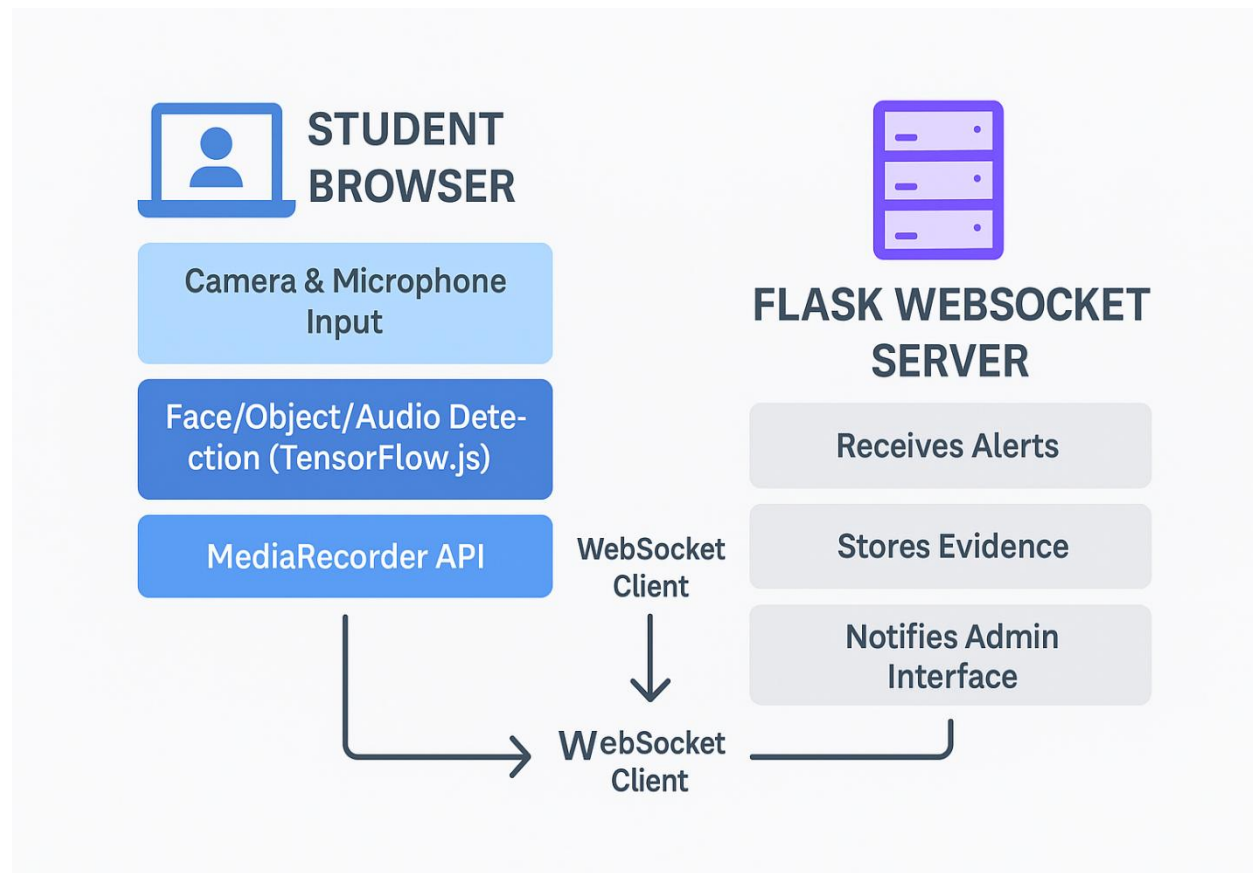 STUDENT
BROWSER
Camera & Microphone
Input
Face/Object/Audio Dete-
ction (TensorFlow.js)
MediaRecorder API
WebSocket
Client
WebSocket
Client
FLASK WEBSOCKET
SERVER
Receives Alerts
Stores Evidence
Notifies Admin
Interface